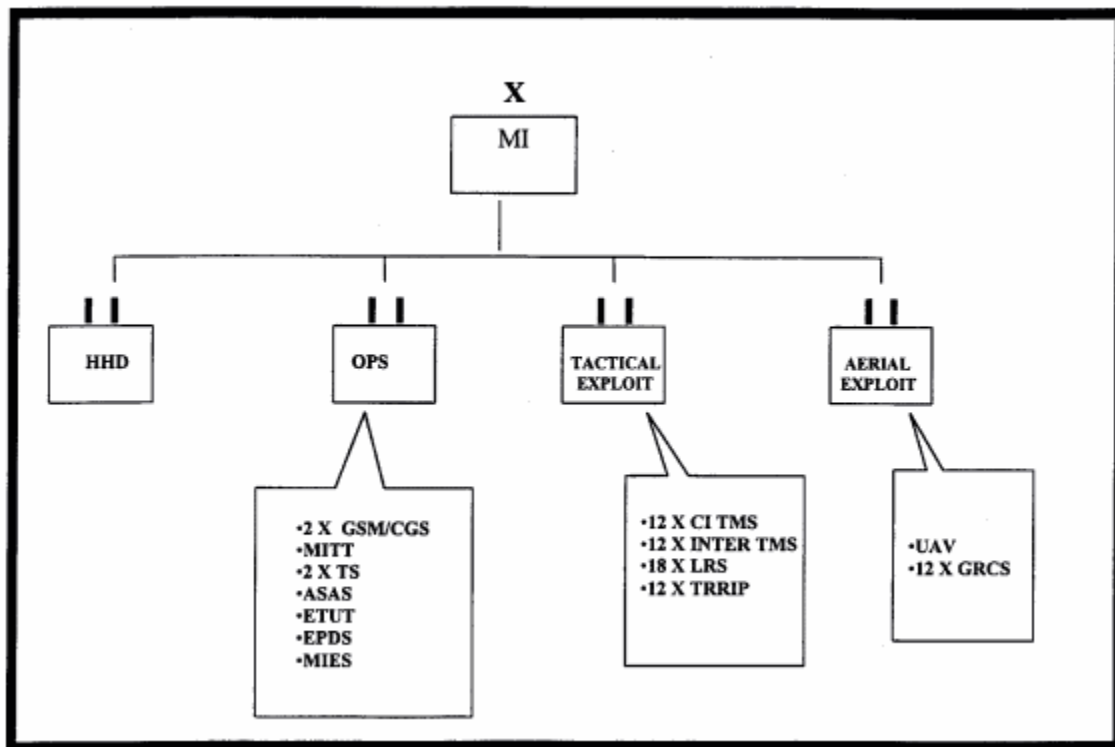 X
MI
HHD
OPS
TACTICAL
EXPLOIT
AERIAL
EXPLOIT
•2 X GSM/CGS
•MITT
•2 X TS
•ASAS
•ETUT
•EPDS
•MIES
•12 X CI TMS
•12 X INTER TMS
•18 X LRS
•12 X TRRIP
•UAV
•12 X GRCS